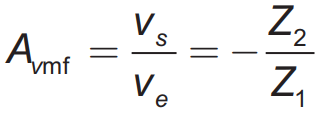 A_vmf = v_s / v_e = − Z_2 / Z_1